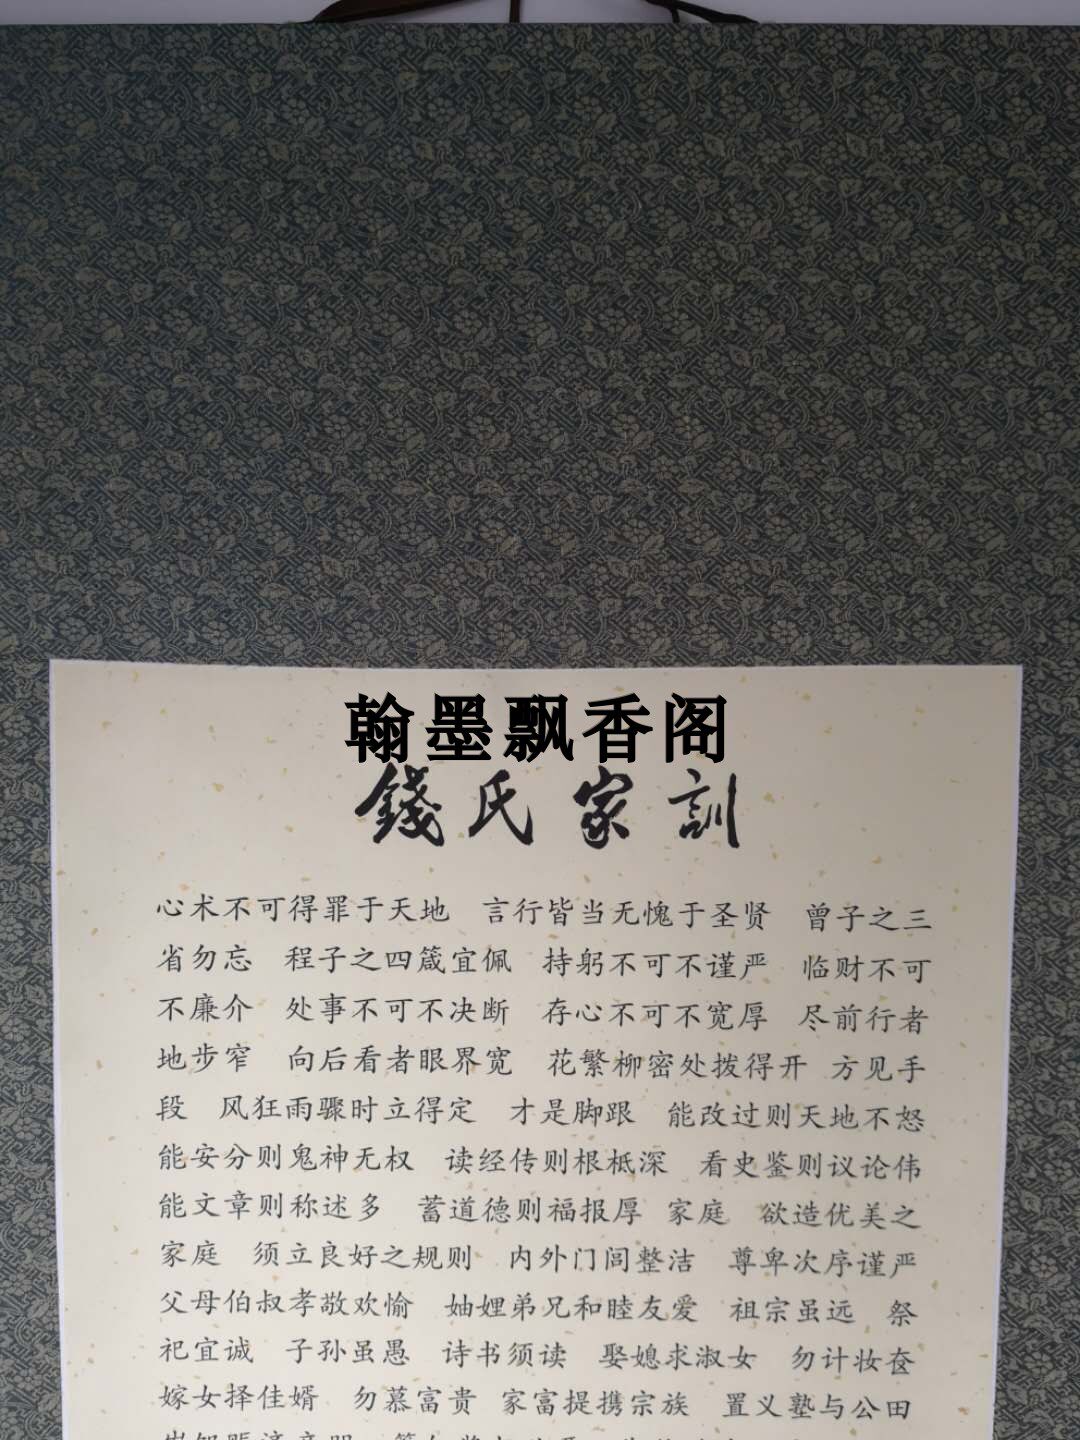 翰墨飘香阁
錢氏家訓
心术不可得罪于天地 言行皆当无愧于圣贤 曾子之三
省勿忘 程子之四箴宜佩 持躬不可不谨严 临财不可
不廉介 处事不可不决断 存心不可不宽厚 尽前行者
地步窄 向后看者眼界宽 花繁柳密处拨得开 方见手
段 风狂雨骤时立得定 才是脚跟 能改过则天地不怒
能安分则鬼神无权 读经传则根柢深 看史鉴则议论伟
能文章则称述多 蓄道德则福报厚 家庭 欲造优美之
家庭 须立良好之规则 内外门闾整洁 尊卑次序谨严
父母伯叔孝敬欢愉 妯娌弟兄和睦友爱 祖宗虽远 祭
祀宜诚 子孙虽愚 诗书须读 娶媳求淑女 勿计妆奁
嫁女择佳婿 勿慕富贵 家富提携宗族 置义塾与公田